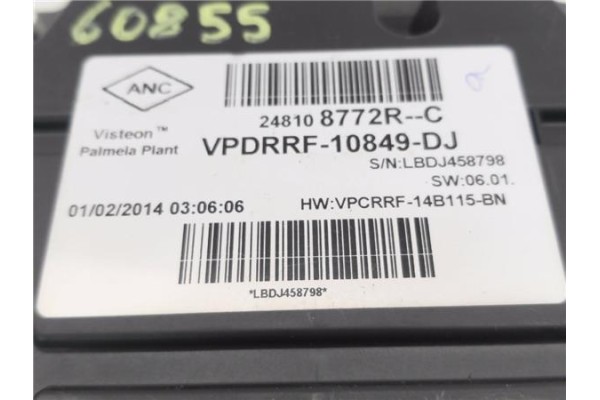 60855
ANC
24810 8772R--C
Visteon™
Palmela Plant
VPDRRF-10849-DJ
S/N:LBDJ458798
SW:06.01.
01/02/2014 03:06:06
HW:VPCRRF-14B115-BN
*LBDJ458798*